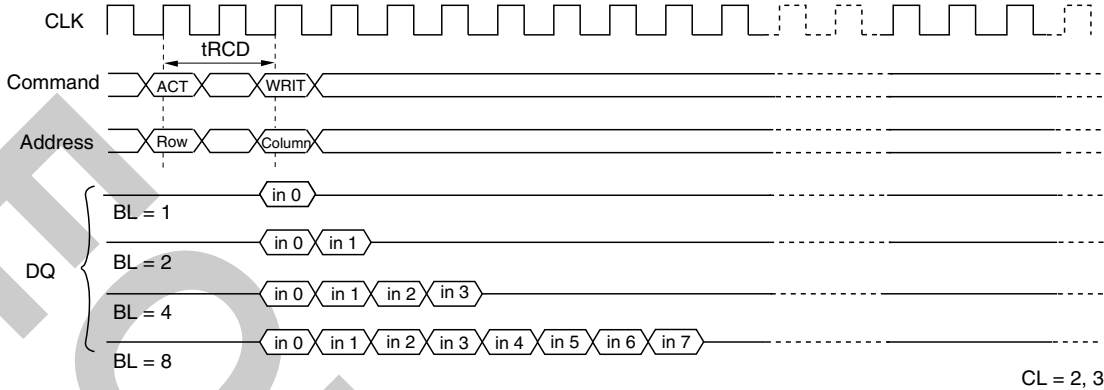 CLK
tRCD
Command ACT WRIT
Address Row Column
in 0
BL = 1
in 0 in 1
DQ BL = 2
in 0 in 1 in 2 in 3
BL = 4
in 0 in 1 in 2 in 3 in 4 in 5 in 6 in 7
BL = 8
CL = 2, 3